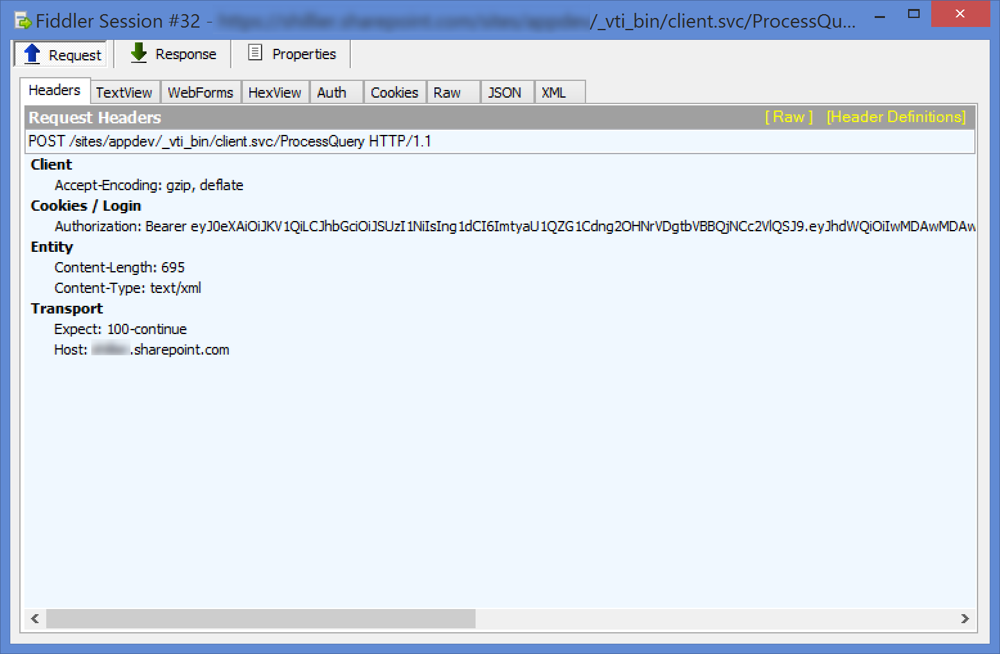 Fiddler Session #32 - /_vti_bin/client.svc/ProcessQu...
Request Response Properties
Headers TextView WebForms HexView Auth Cookies Raw JSON XML
Request Headers [ Raw ] [Header Definitions]
POST /sites/appdev/_vti_bin/client.svc/ProcessQuery HTTP/1.1
Client
Accept-Encoding: gzip, deflate
Cookies / Login
Authorization: Bearer eyJ0eXAiOiJKV1QiLCJhbGciOiJSUzI1NiIsIng1dCI6ImtyaU1QZG1Cdng2OHNrVDgtbVBBQjNCc2VlQSJ9.eyJhdWQiOiIwMDAwMDAw
Entity
Content-Length: 695
Content-Type: text/xml
Transport
Expect: 100-continue
Host: .sharepoint.com